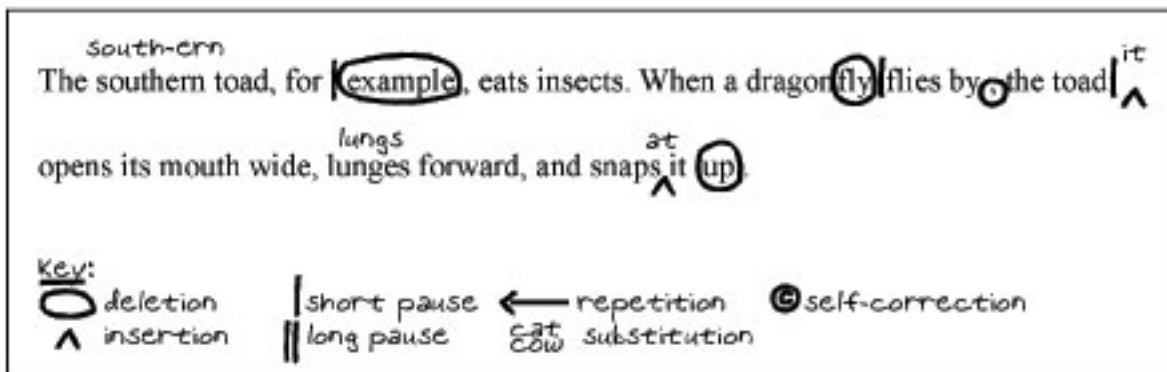 south-ern it
The southern toad, for example, eats insects. When a dragonfly flies by, the toad
lungs at
opens its mouth wide, lunges forward, and snaps it up.
Key:
deletion short pause repetition © self-correction
insertion long pause cat cow substitution